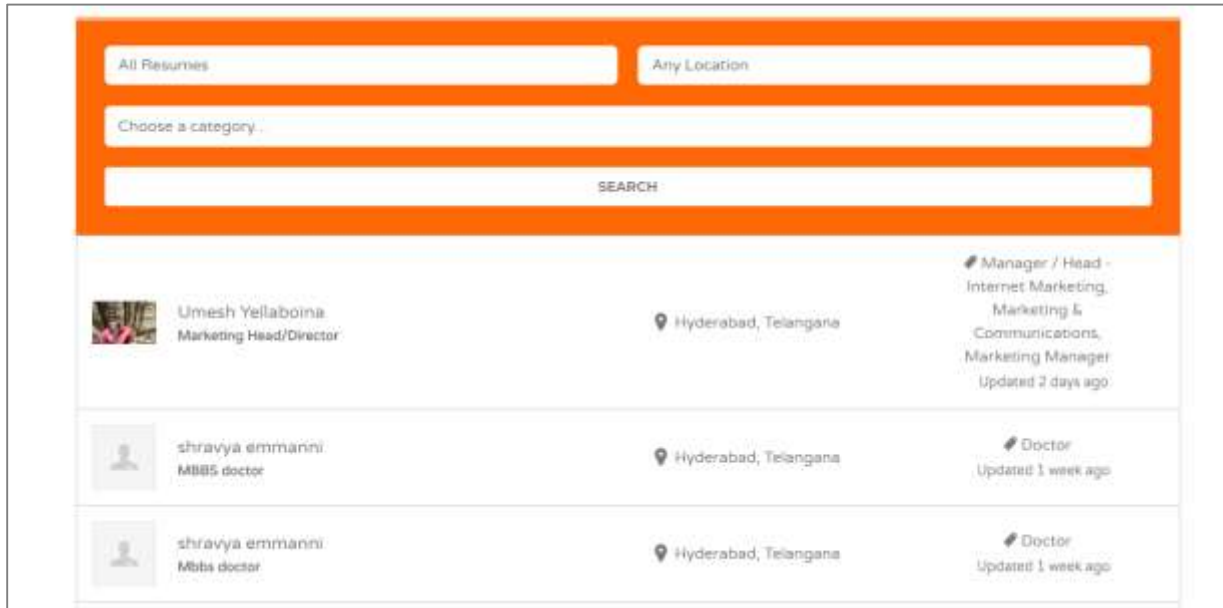 All Resumes
Any Location
Choose a category..
SEARCH
Umesh Yellaboina
Marketing Head/Director
Hyderabad, Telangana
Manager / Head -
Internet Marketing,
Marketing &
Communications,
Marketing Manager
Updated 2 days ago
shravya emmanni
MBBS doctor
Hyderabad, Telangana
Doctor
Updated 1 week ago
shravya emmanni
Mbbs doctor
Hyderabad, Telangana
Doctor
Updated 1 week ago